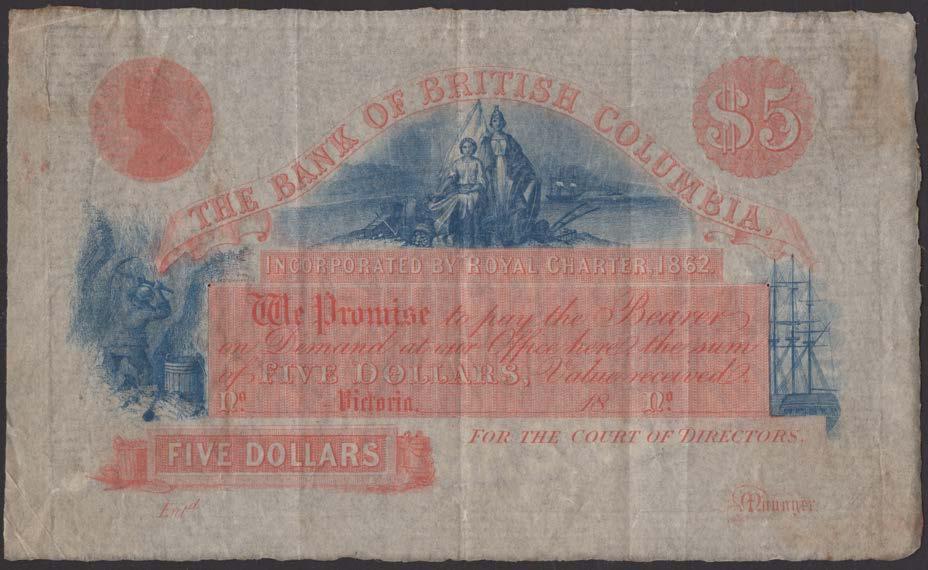 THE BANK OF BRITISH COLUMBIA.
$5
INCORPORATED BY ROYAL CHARTER, 1862.
We Promise to pay the Bearer
on Demand at our Office here the sum
of FIVE DOLLARS, Value received.
No. Victoria, 18 No.
FOR THE COURT OF DIRECTORS,
FIVE DOLLARS
Entd.
Manager